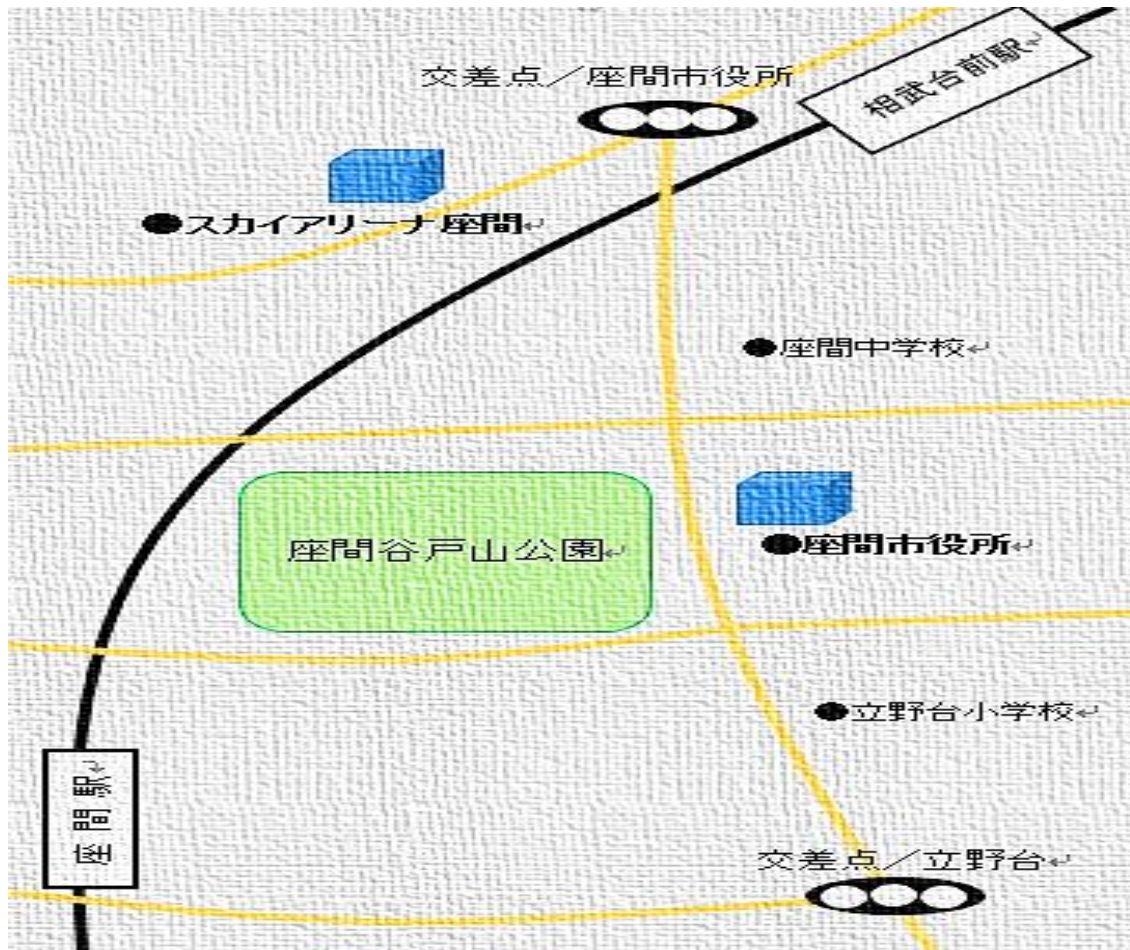 交差点／座間市役所
相武台前駅
●スカイアリーナ座間
●座間中学校
座間谷戸山公園
●座間市役所
●立野台小学校
座間駅
交差点／立野台